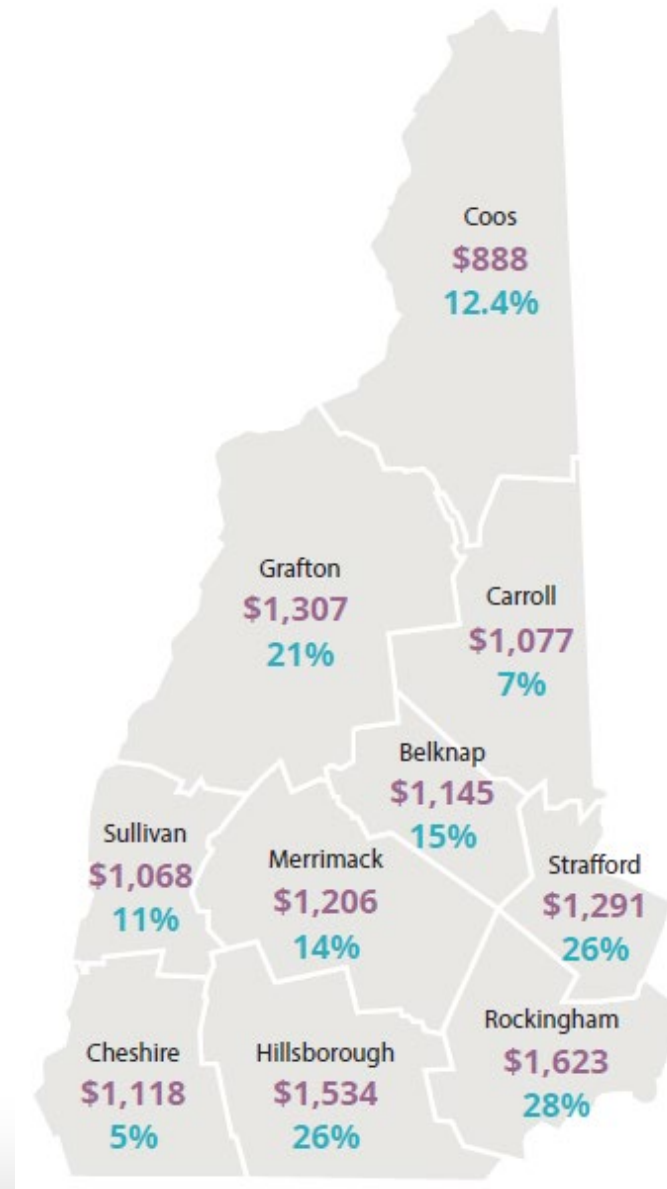 Coos
$888
12.4%
Grafton
$1,307
21%
Carroll
$1,077
7%
Belknap
$1,145
15%
Sullivan
$1,068
11%
Merrimack
$1,206
14%
Strafford
$1,291
26%
Rockingham
$1,623
28%
Cheshire
$1,118
5%
Hillsborough
$1,534
26%